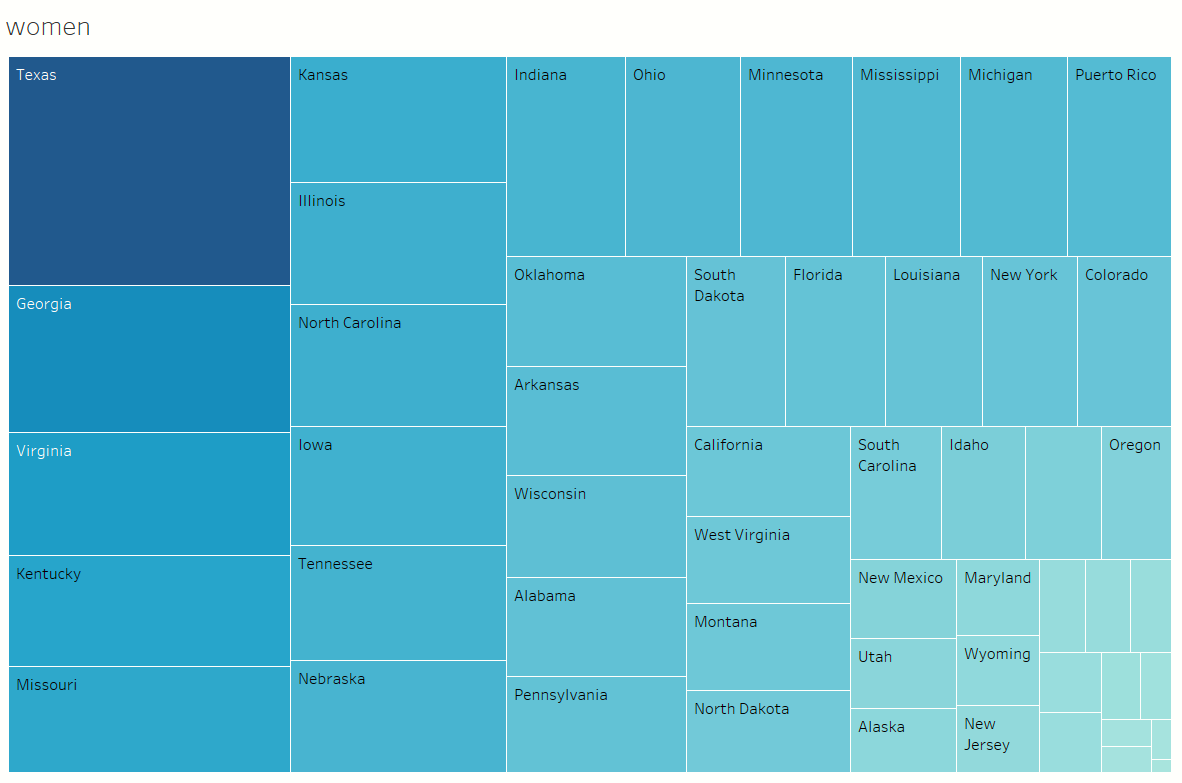 women
Texas
Georgia
Virginia
Kentucky
Missouri
Kansas
Illinois
North Carolina
Iowa
Tennessee
Nebraska
Indiana
Ohio
Minnesota
Mississippi
Michigan
Puerto Rico
Oklahoma
Arkansas
Wisconsin
Alabama
Pennsylvania
South
Dakota
Florida
Louisiana
New York
Colorado
California
West Virginia
Montana
North Dakota
South
Carolina
Idaho
Oregon
New Mexico
Utah
Alaska
Maryland
Wyoming
New
Jersey